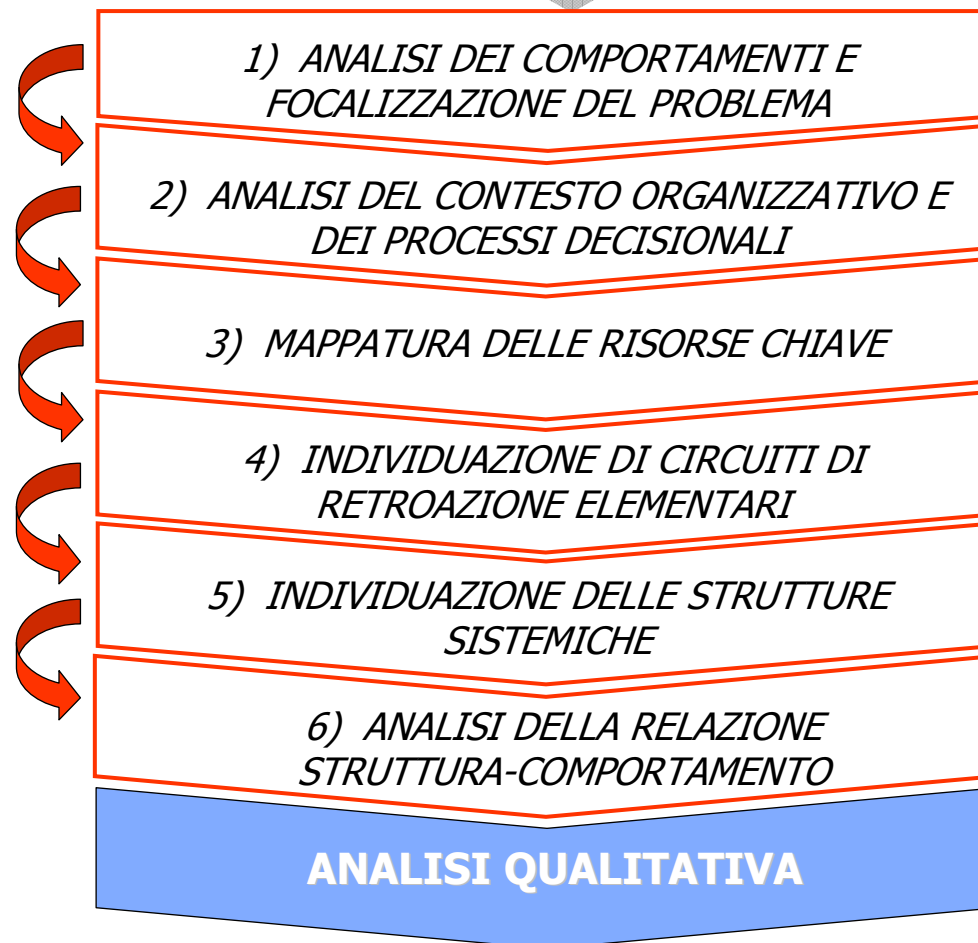 1) ANALISI DEI COMPORTAMENTI E
FOCALIZZAZIONE DEL PROBLEMA
2) ANALISI DEL CONTESTO ORGANIZZATIVO E
DEI PROCESSI DECISIONALI
3) MAPPATURA DELLE RISORSE CHIAVE
4) INDIVIDUAZIONE DI CIRCUITI DI
RETROAZIONE ELEMENTARI
5) INDIVIDUAZIONE DELLE STRUTTURE
SISTEMICHE
6) ANALISI DELLA RELAZIONE
STRUTTURA-COMPORTAMENTO
ANALISI QUALITATIVA